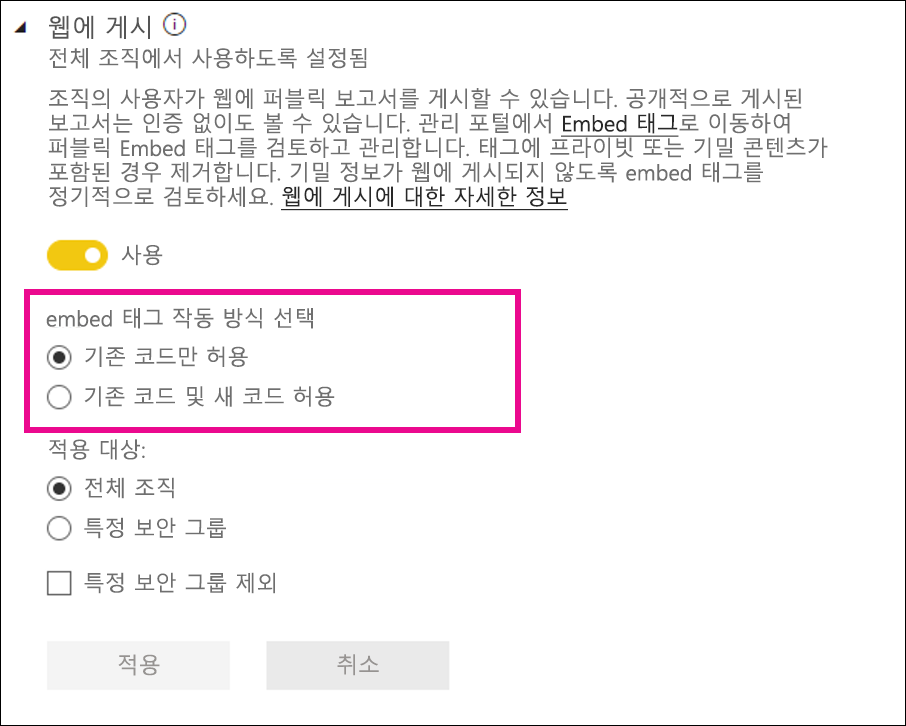 웹에 게시
전체 조직에서 사용하도록 설정됨
조직의 사용자가 웹에 퍼블릭 보고서를 게시할 수 있습니다. 공개적으로 게시된
보고서는 인증 없이도 볼 수 있습니다. 관리 포털에서 Embed 태그로 이동하여
퍼블릭 Embed 태그를 검토하고 관리합니다. 태그에 프라이빗 또는 기밀 콘텐츠가
포함된 경우 제거합니다. 기밀 정보가 웹에 게시되지 않도록 embed 태그를
정기적으로 검토하세요. 웹에 게시에 대한 자세한 정보
사용
embed 태그 작동 방식 선택
기존 코드만 허용
기존 코드 및 새 코드 허용
적용 대상:
전체 조직
특정 보안 그룹
특정 보안 그룹 제외
적용 취소